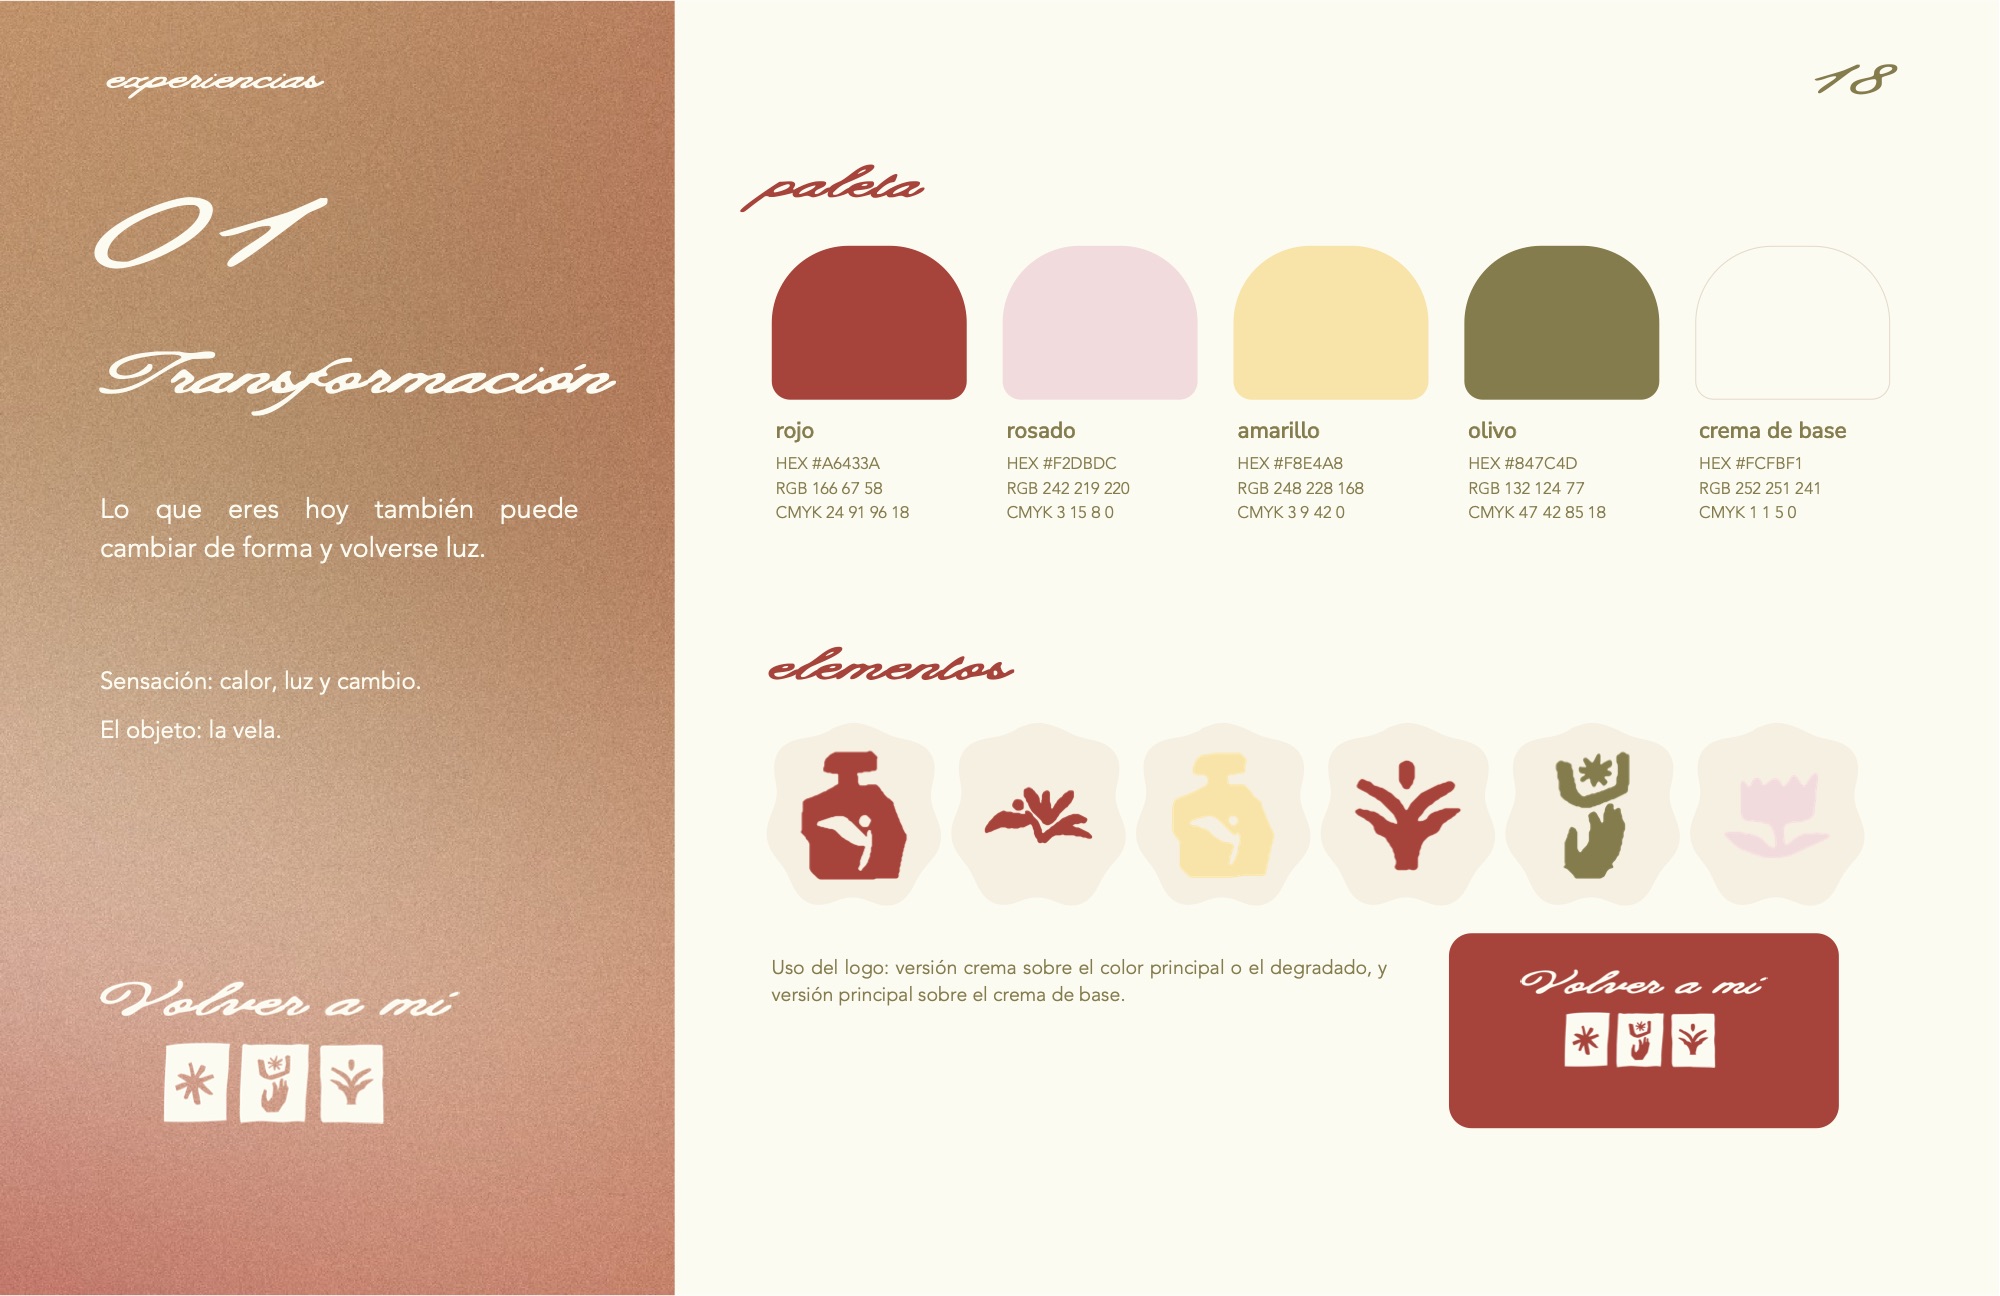 experiencias
01
Transformación
Lo que eres hoy también puede
cambiar de forma y volverse luz.
Sensación: calor, luz y cambio.
El objeto: la vela.
Volver a mí
18
paleta
rojo
HEX #A6433A
RGB 166 67 58
CMYK 24 91 96 18
rosado
HEX #F2DBDC
RGB 242 219 220
CMYK 3 15 8 0
amarillo
HEX #F8E4A8
RGB 248 228 168
CMYK 3 9 42 0
olivo
HEX #847C4D
RGB 132 124 77
CMYK 47 42 85 18
crema de base
HEX #FCFBF1
RGB 252 251 241
CMYK 1 1 5 0
elementos
Uso del logo: versión crema sobre el color principal o el degradado, y
versión principal sobre el crema de base.
Volver a mí